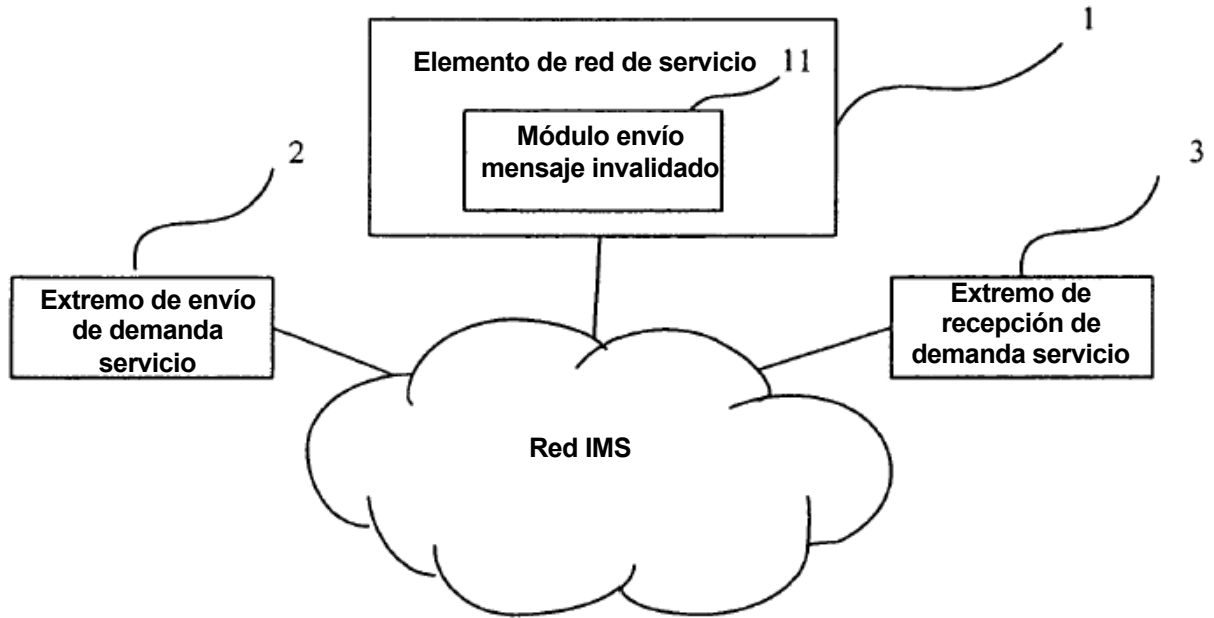 1
Elemento de red de servicio
11
Módulo envío
mensaje invalidado
2
3
Extremo de envío
de demanda
servicio
Extremo de
recepción de
demanda servicio
Red IMS